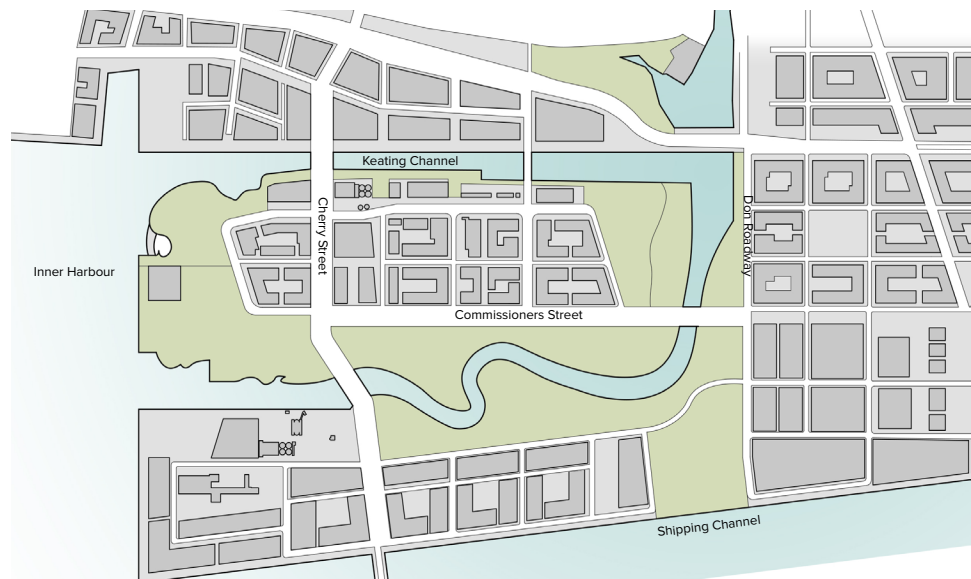 Keating Channel
Cherry Street
Don Roadway
Inner Harbour
Commissioners Street
Shipping Channel